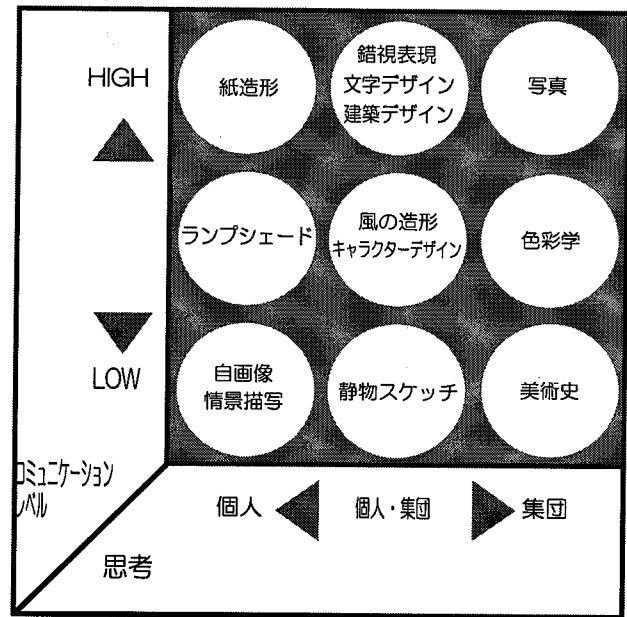 HIGH
紙造形
錯視表現
文字デザイン
建築デザイン
写真
ランプシェード
風の造形
キャラクターデザイン
色彩学
LOW
自画像
情景描写
静物スケッチ
美術史
コミュニケーション
レベル
個人
個人・集団
集団
思考